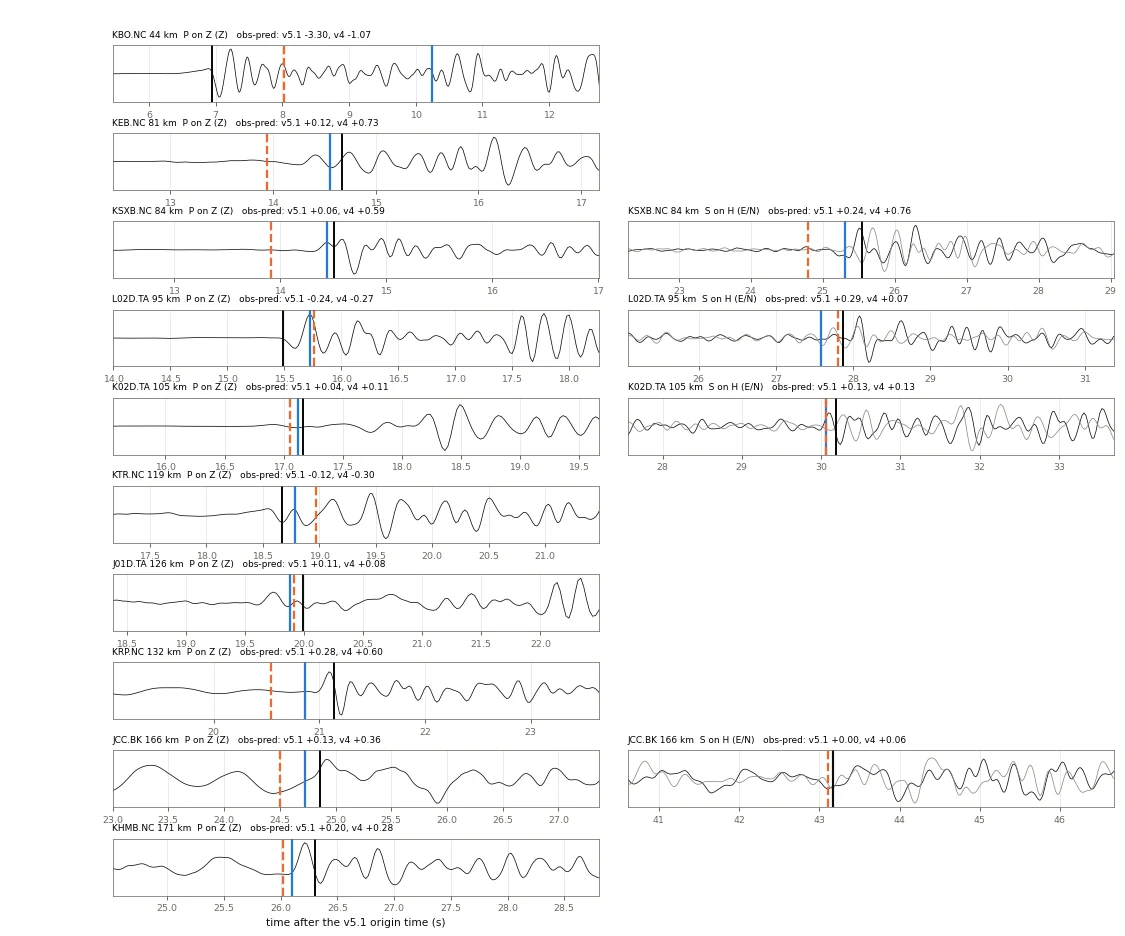 KBO.NC 44 km  P on Z (Z)   obs-pred: v5.1 -3.30, v4 -1.07
6 7 8 9 10 11 12
KEB.NC 81 km  P on Z (Z)   obs-pred: v5.1 +0.12, v4 +0.73
13 14 15 16 17
KSXB.NC 84 km  P on Z (Z)   obs-pred: v5.1 +0.06, v4 +0.59
13 14 15 16 17
KSXB.NC 84 km  S on H (E/N)   obs-pred: v5.1 +0.24, v4 +0.76
23 24 25 26 27 28 29
L02D.TA 95 km  P on Z (Z)   obs-pred: v5.1 -0.24, v4 -0.27
14.0 14.5 15.0 15.5 16.0 16.5 17.0 17.5 18.0
L02D.TA 95 km  S on H (E/N)   obs-pred: v5.1 +0.29, v4 +0.07
26 27 28 29 30 31
K02D.TA 105 km  P on Z (Z)   obs-pred: v5.1 +0.04, v4 +0.11
16.0 16.5 17.0 17.5 18.0 18.5 19.0 19.5
K02D.TA 105 km  S on H (E/N)   obs-pred: v5.1 +0.13, v4 +0.13
28 29 30 31 32 33
KTR.NC 119 km  P on Z (Z)   obs-pred: v5.1 -0.12, v4 -0.30
17.5 18.0 18.5 19.0 19.5 20.0 20.5 21.0
J01D.TA 126 km  P on Z (Z)   obs-pred: v5.1 +0.11, v4 +0.08
18.5 19.0 19.5 20.0 20.5 21.0 21.5 22.0
KRP.NC 132 km  P on Z (Z)   obs-pred: v5.1 +0.28, v4 +0.60
20 21 22 23
JCC.BK 166 km  P on Z (Z)   obs-pred: v5.1 +0.13, v4 +0.36
23.0 23.5 24.0 24.5 25.0 25.5 26.0 26.5 27.0
JCC.BK 166 km  S on H (E/N)   obs-pred: v5.1 +0.00, v4 +0.06
41 42 43 44 45 46
KHMB.NC 171 km  P on Z (Z)   obs-pred: v5.1 +0.20, v4 +0.28
25.0 25.5 26.0 26.5 27.0 27.5 28.0 28.5
time after the v5.1 origin time (s)